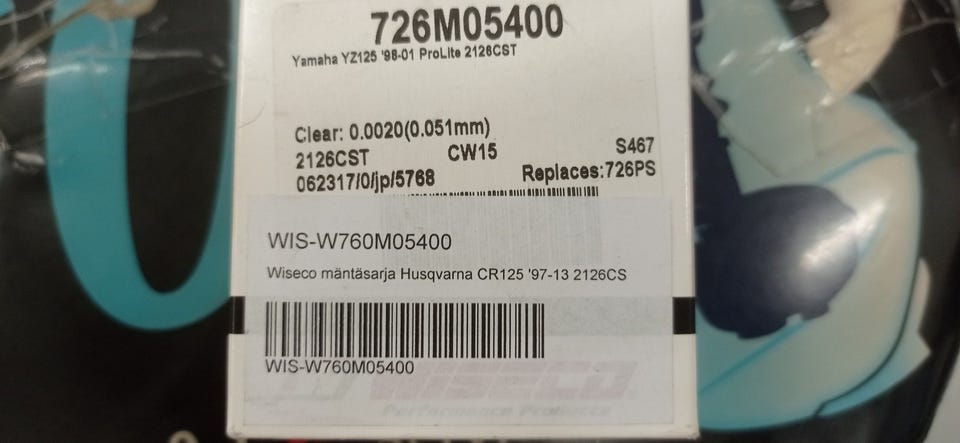 726M05400
Yamaha YZ125 '98-01 ProLite 2126CST
Clear: 0.0020(0.051mm)
2126CST CW15 S467
062317/0/jp/5768 Replaces:726PS
WIS-W760M05400
Wiseco mäntäsarja Husqvarna CR125 '97-13 2126CS
WIS-W760M05400
WISECO
Performance Products